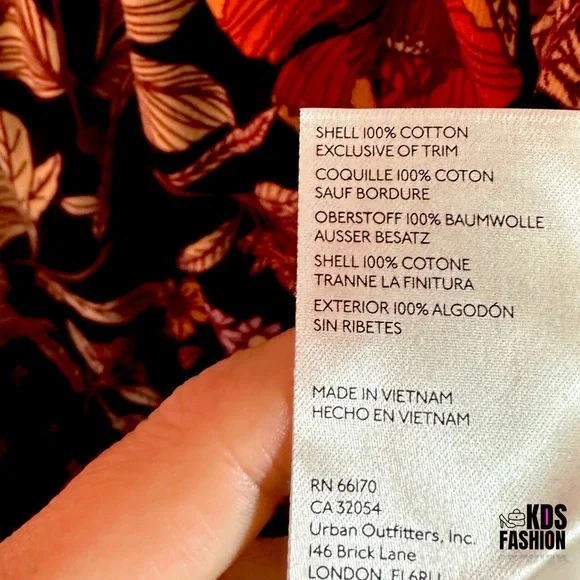 SHELL 100% COTTON
EXCLUSIVE OF TRIM
COQUILLE 100% COTON
SAUF BORDURE
OBERSTOFF 100% BAUMWOLLE
AUSSER BESATZ
SHELL 100% COTONE
TRANNE LA FINITURA
EXTERIOR 100% ALGODÓN
SIN RIBETES
MADE IN VIETNAM
HECHO EN VIETNAM
RN 66170
CA 32054
Urban Outfitters, Inc.
146 Brick Lane
LONDON,
KDS
FASHION